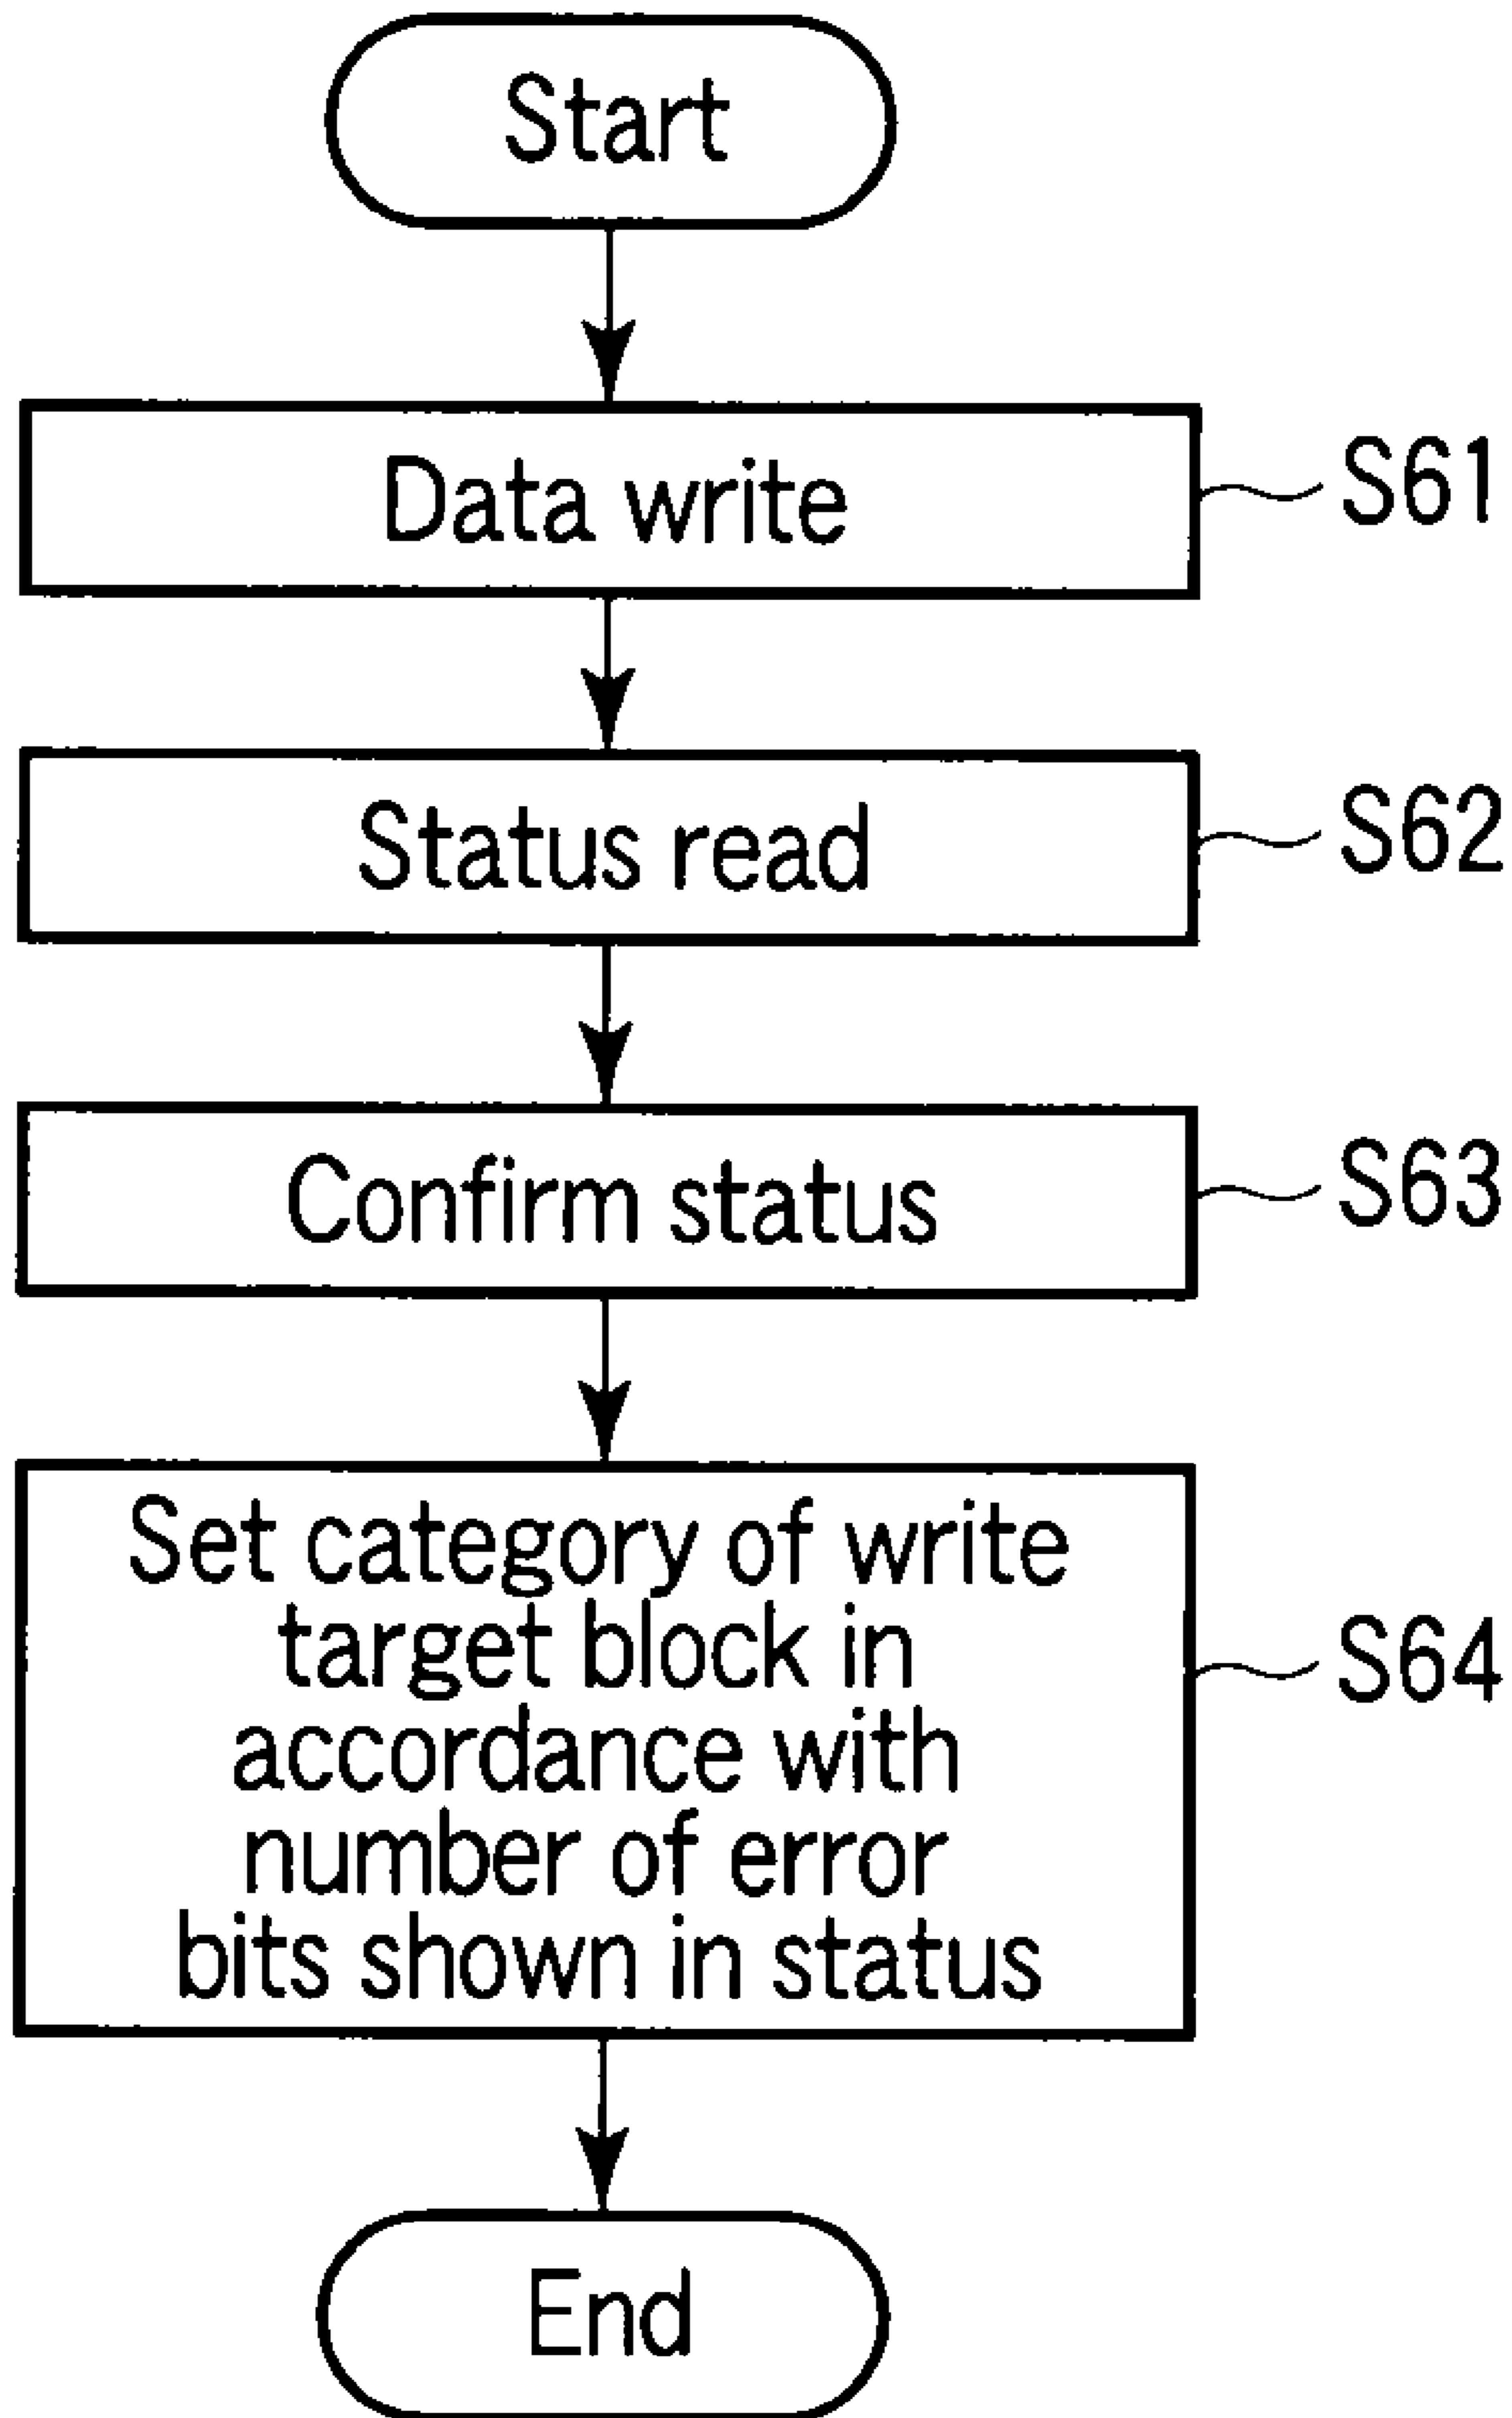 Start
Data write
S61
Status read
S62
Confirm status
S63
Set category of write
target block in
accordance with
number of error
bits shown in status
S64
End